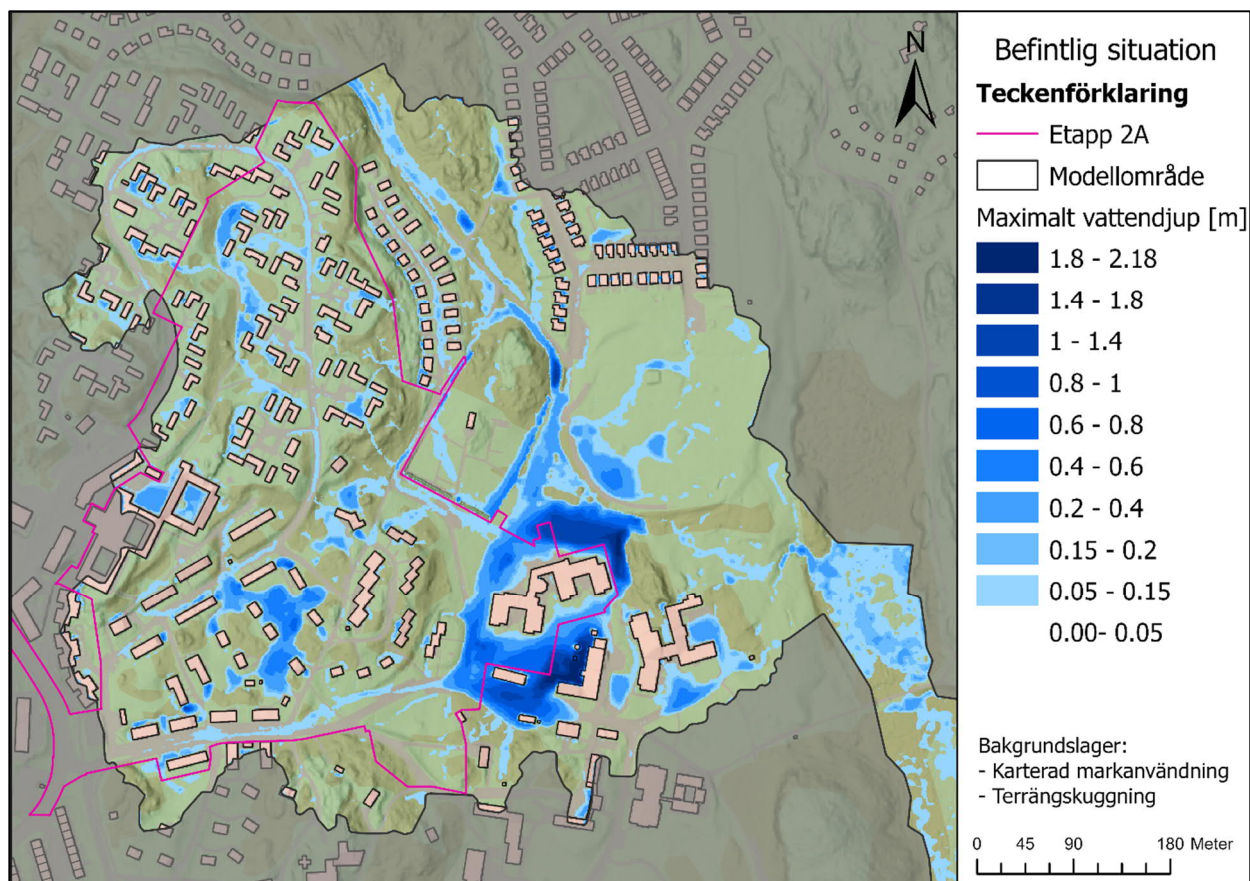 N
Befintlig situation
Teckenförklaring
Etapp 2A
Modellområde
Maximalt vattendjup [m]
1.8 - 2.18
1.4 - 1.8
1 - 1.4
0.8 - 1
0.6 - 0.8
0.4 - 0.6
0.2 - 0.4
0.15 - 0.2
0.05 - 0.15
0.00- 0.05
Bakgrundslager:
- Karterad markanvändning
- Terrängskuggning
0 45 90 180 Meter